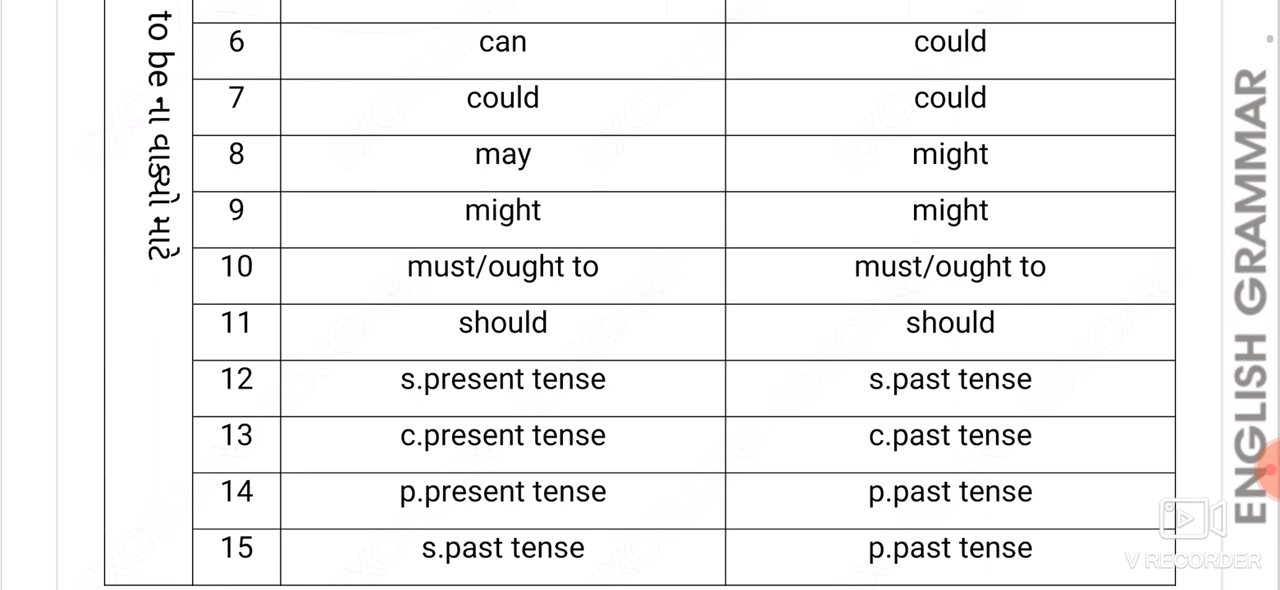 to be ના વાક્યો માટે
6 can could
7 could could
8 may might
9 might might
10 must/ought to must/ought to
11 should should
12 s.present tense s.past tense
13 c.present tense c.past tense
14 p.present tense p.past tense
15 s.past tense p.past tense
ENGLISH GRAMMAR
V RECORDER